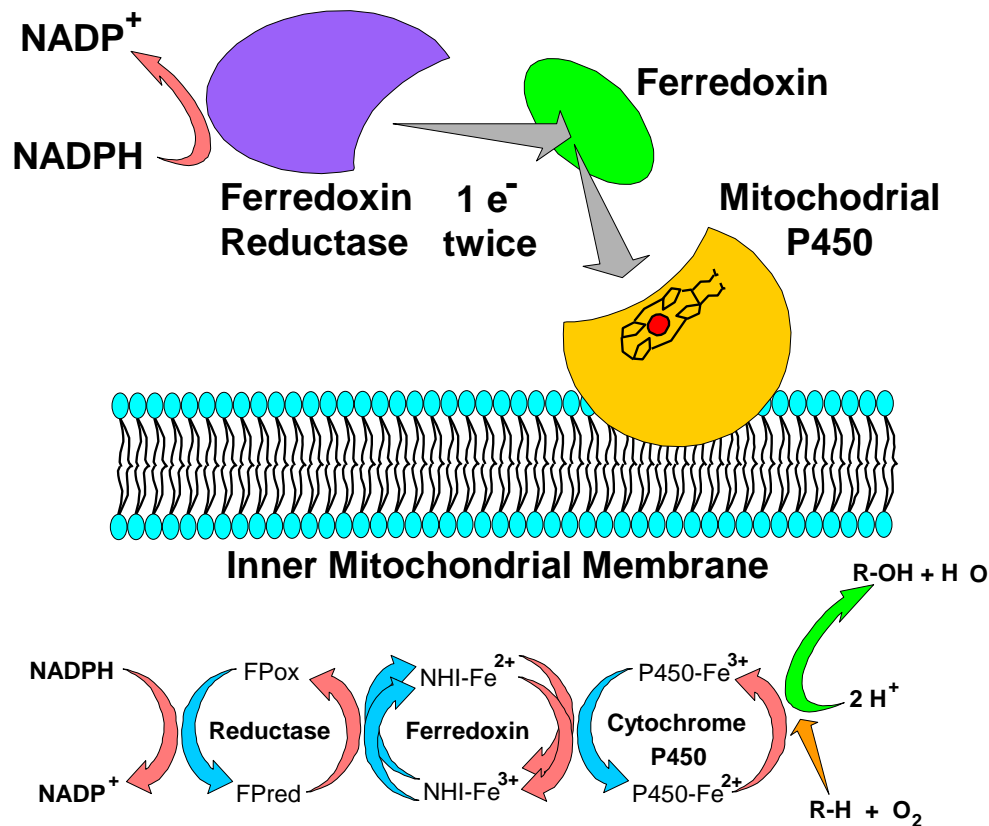 NADP+
NADPH
Ferredoxin
Reductase
1 e-
twice
Ferredoxin
Mitochodrial
P450
Inner Mitochondrial Membrane
R-OH + H O
NADPH
FPox
NHI-Fe2+
P450-Fe3+
2 H+
Reductase
Ferredoxin
Cytochrome
P450
NADP+
FPred
NHI-Fe3+
P450-Fe2+
R-H + O2